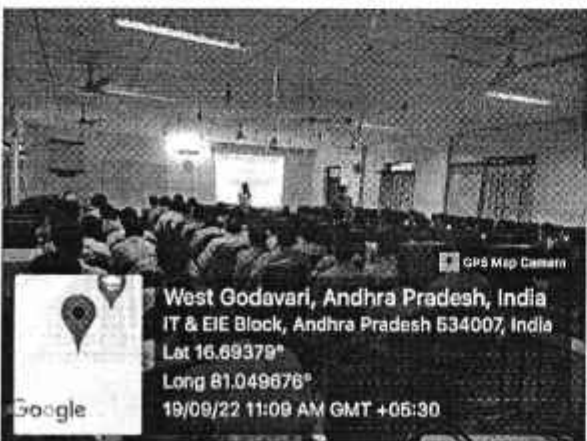 GPS Map Camera
West Godavari, Andhra Pradesh, India
IT & EIE Block, Andhra Pradesh 534007, India
Lat 16.69379°
Long 81.049676°
19/09/22 11:09 AM GMT +05:30
Google